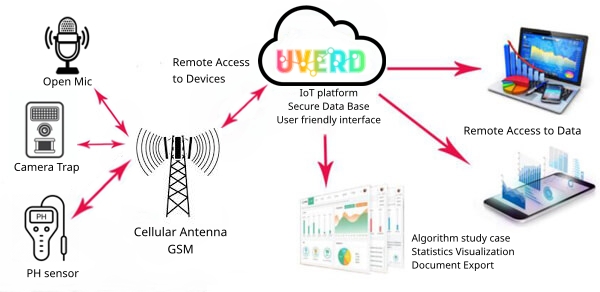 Open Mic
Camera Trap
PH
PH sensor
Cellular Antenna
GSM
Remote Access
to Devices
UVERD
IoT platform
Secure Data Base
User friendly interface
Remote Access to Data
Algorithm study case
Statistics Visualization
Document Export